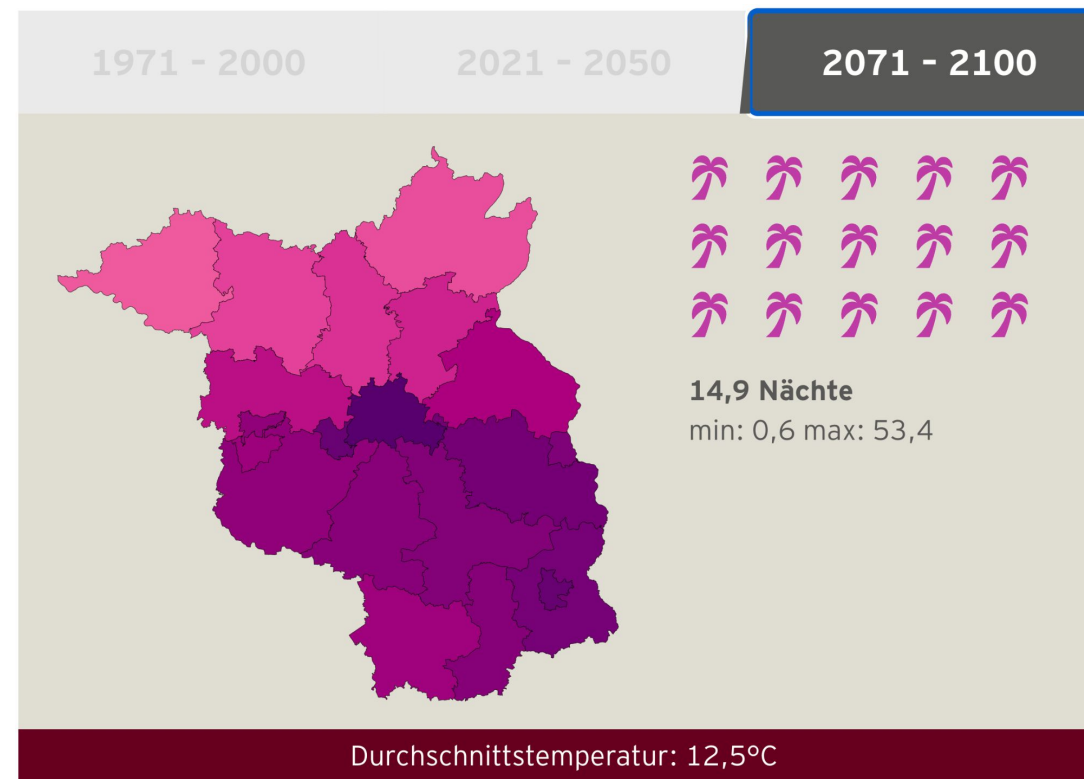 1971 - 2000
2021 - 2050
2071 - 2100
14,9 Nächte
min: 0,6 max: 53,4
Durchschnittstemperatur: 12,5°C